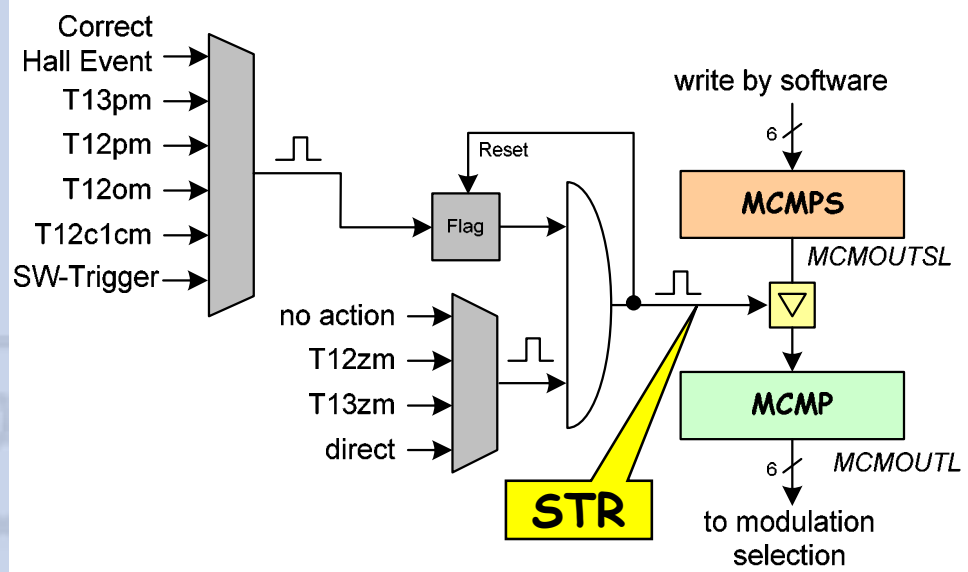 Correct
Hall Event
T13pm
T12pm
T12om
T12c1cm
SW-Trigger
Reset
Flag
no action
T12zm
T13zm
direct
STR
write by software
6
MCMPS
MCMOUTSL
MCMP
6
MCMOUTL
to modulation
selection